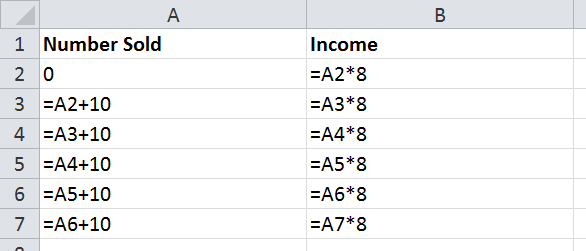 A B
1 Number Sold Income
2 0 =A2*8
3 =A2+10 =A3*8
4 =A3+10 =A4*8
5 =A4+10 =A5*8
6 =A5+10 =A6*8
7 =A6+10 =A7*8